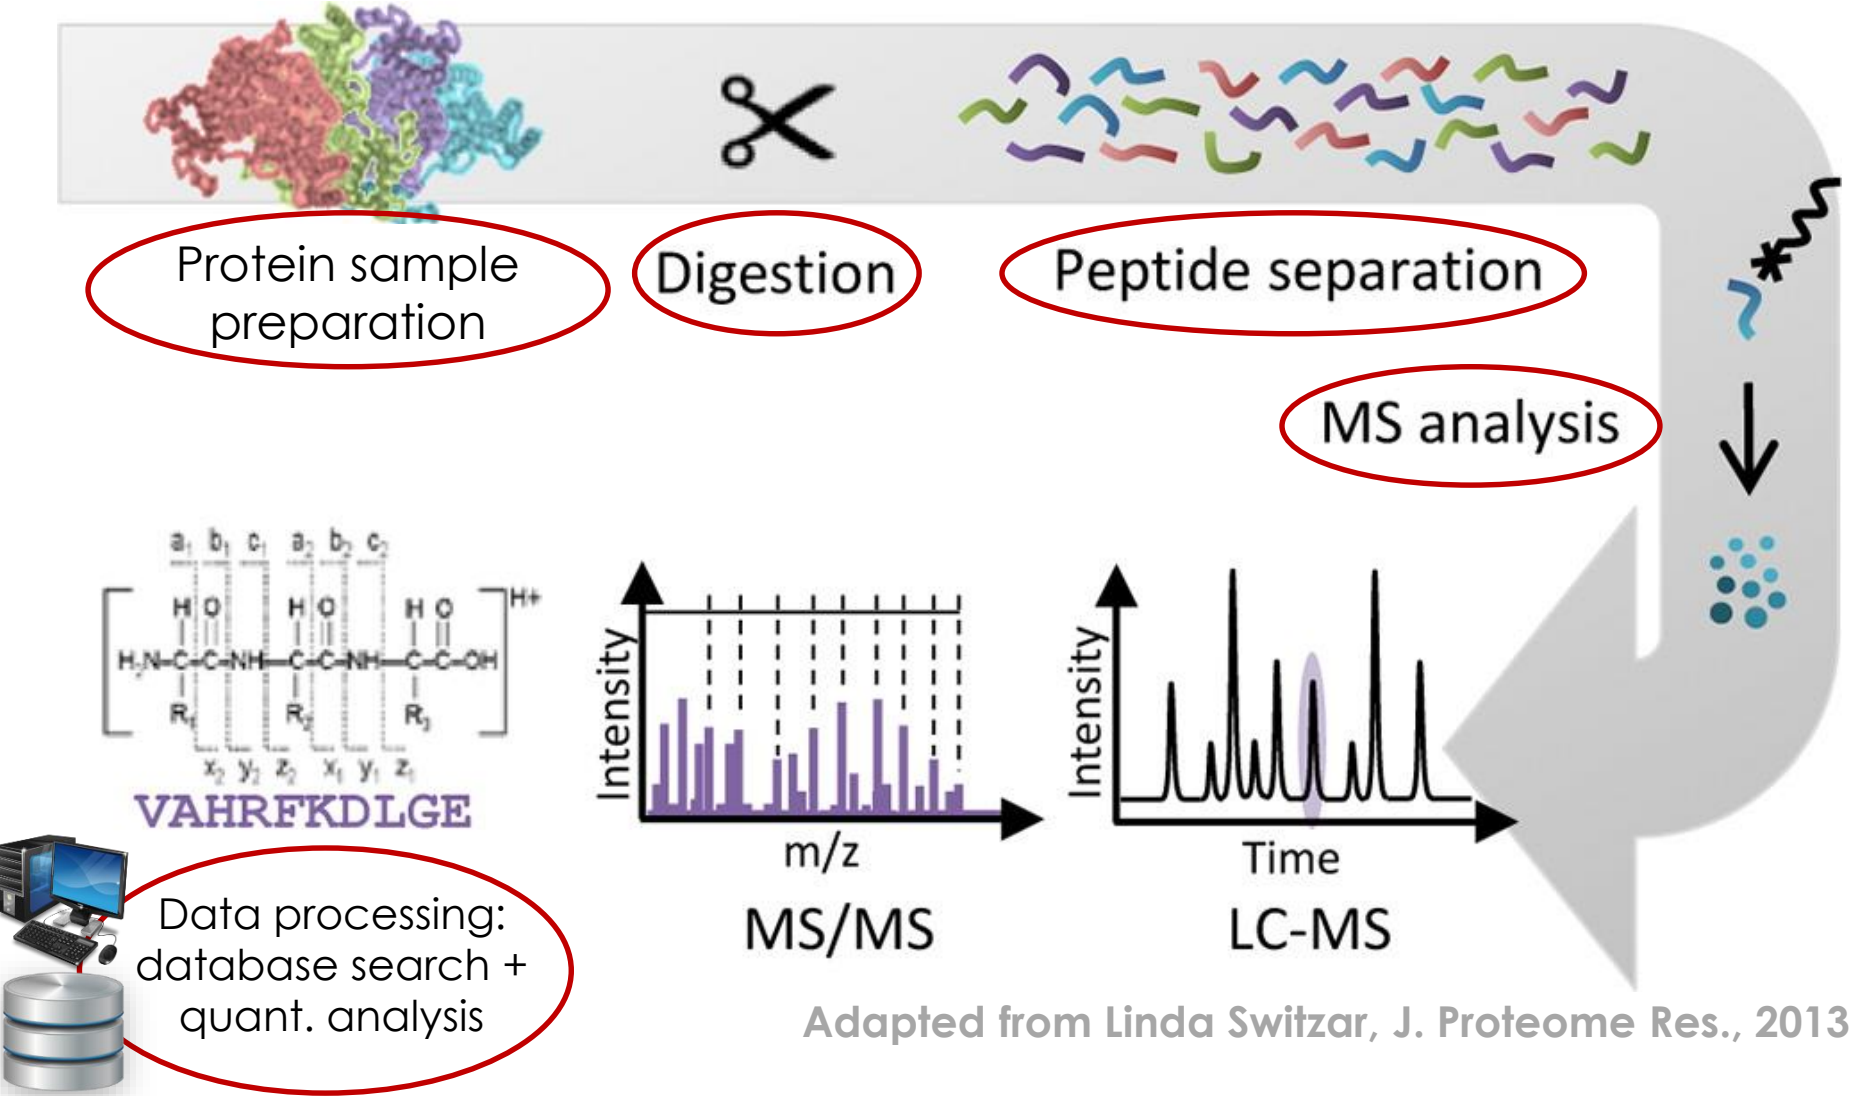 Protein sample
preparation
Digestion
Peptide separation
MS analysis
a1 b1 c1 a2 b2 c2
H O H O H O H+
H2N-C-C-NH-C-C-NH-C-C-OH
R1 R2 R3
x2 y2 z2 x1 y1 z1
VAHRFKDLGE
Intensity
m/z
MS/MS
Intensity
Time
LC-MS
Data processing:
database search +
quant. analysis
Adapted from Linda Switzar, J. Proteome Res., 2013